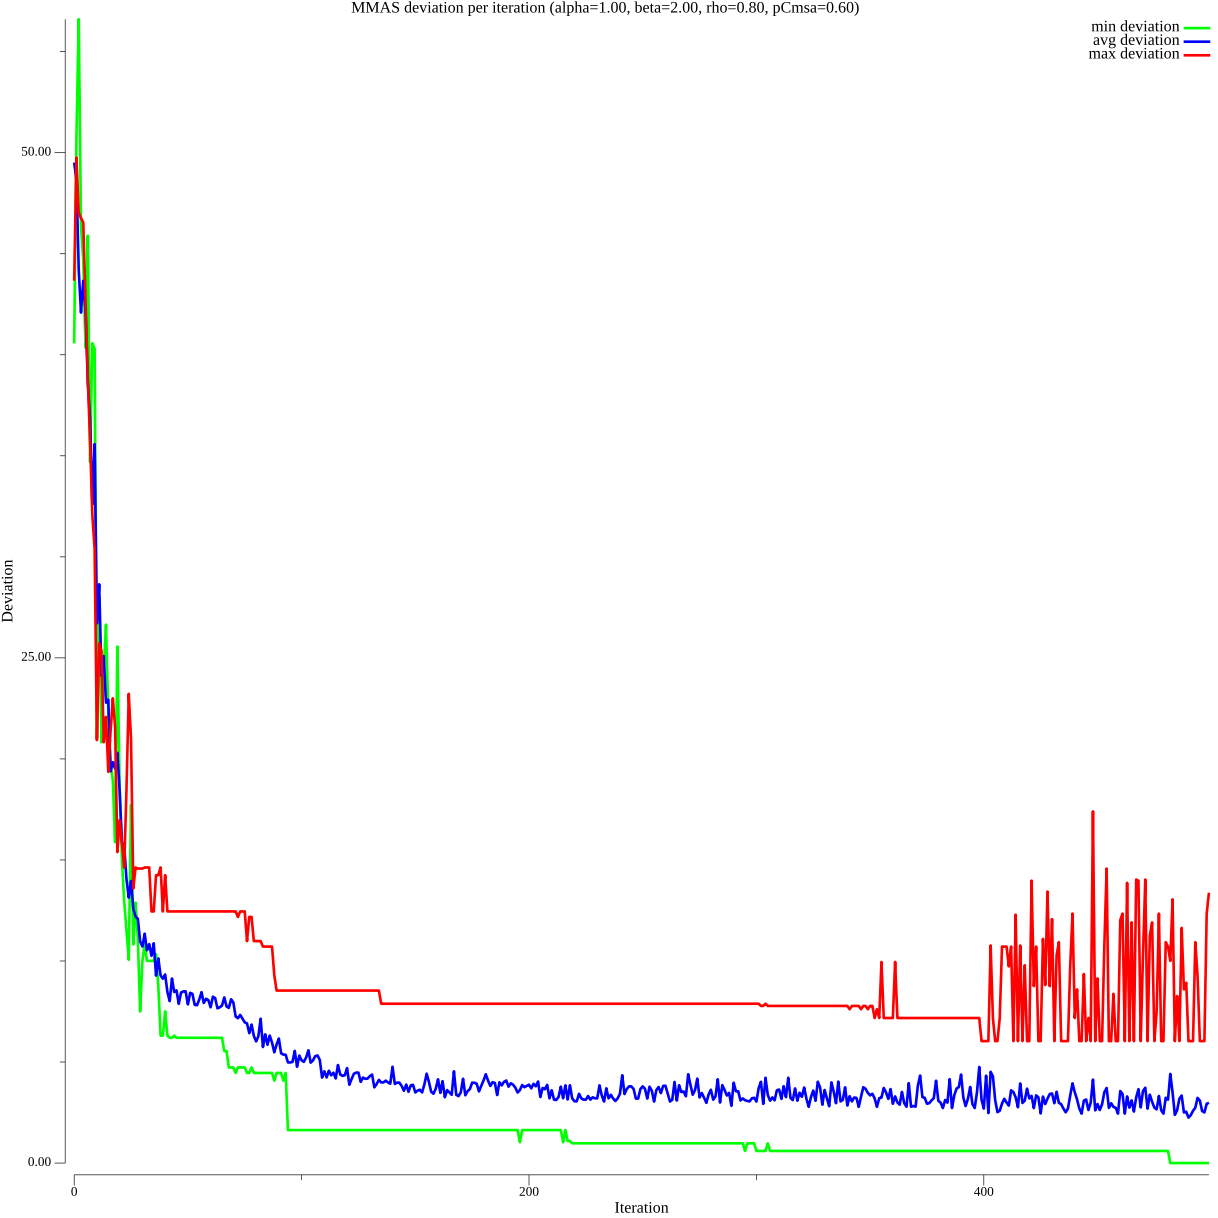 MMAS deviation per iteration (alpha=1.00, beta=2.00, rho=0.80, pCmsa=0.60)
min deviation
avg deviation
max deviation
50.00
25.00
0.00
Deviation
0
200
400
Iteration